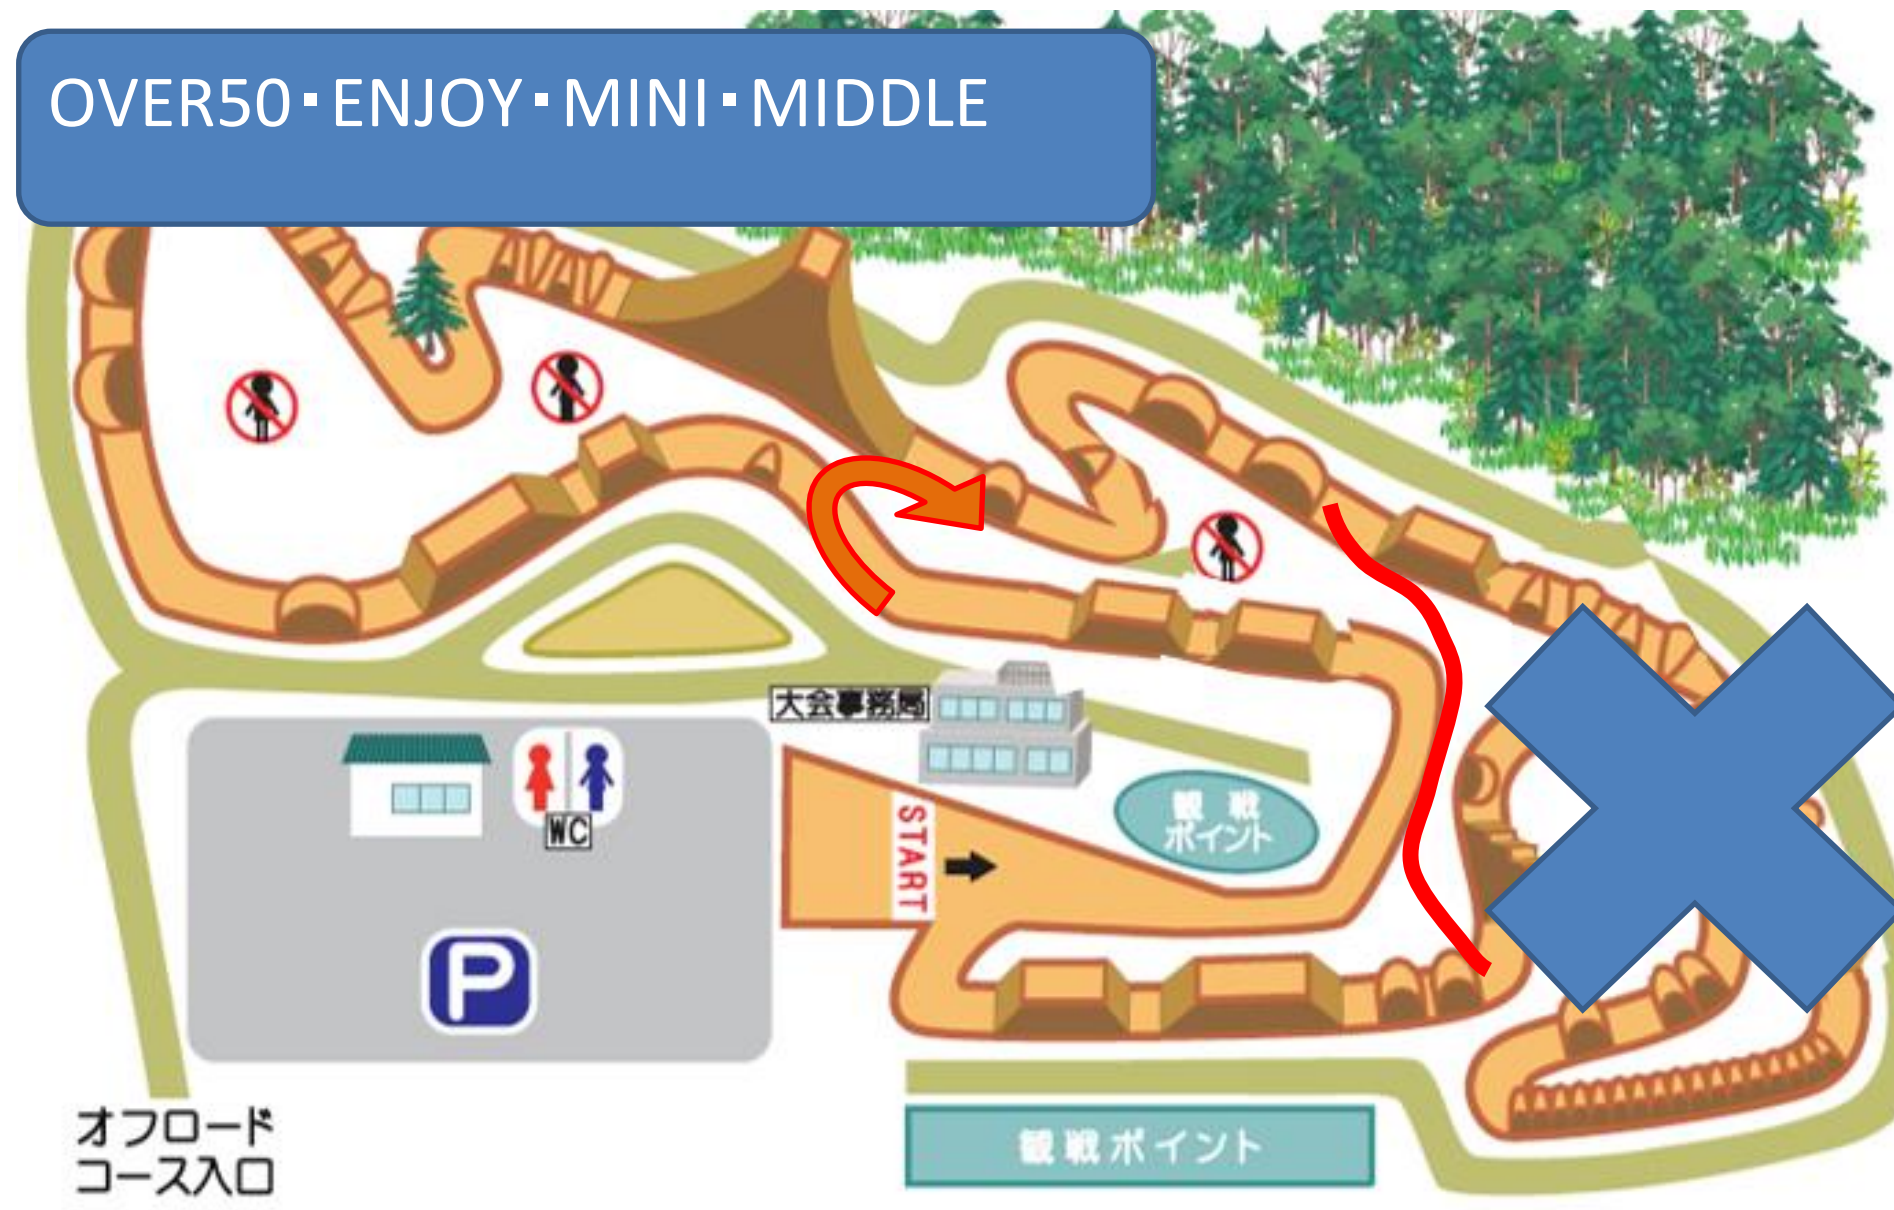 OVER50・ENJOY・MINI・MIDDLE
大会事務局
WC
START
観戦
ポイント
P
オフロード
コース入口
観戦ポイント